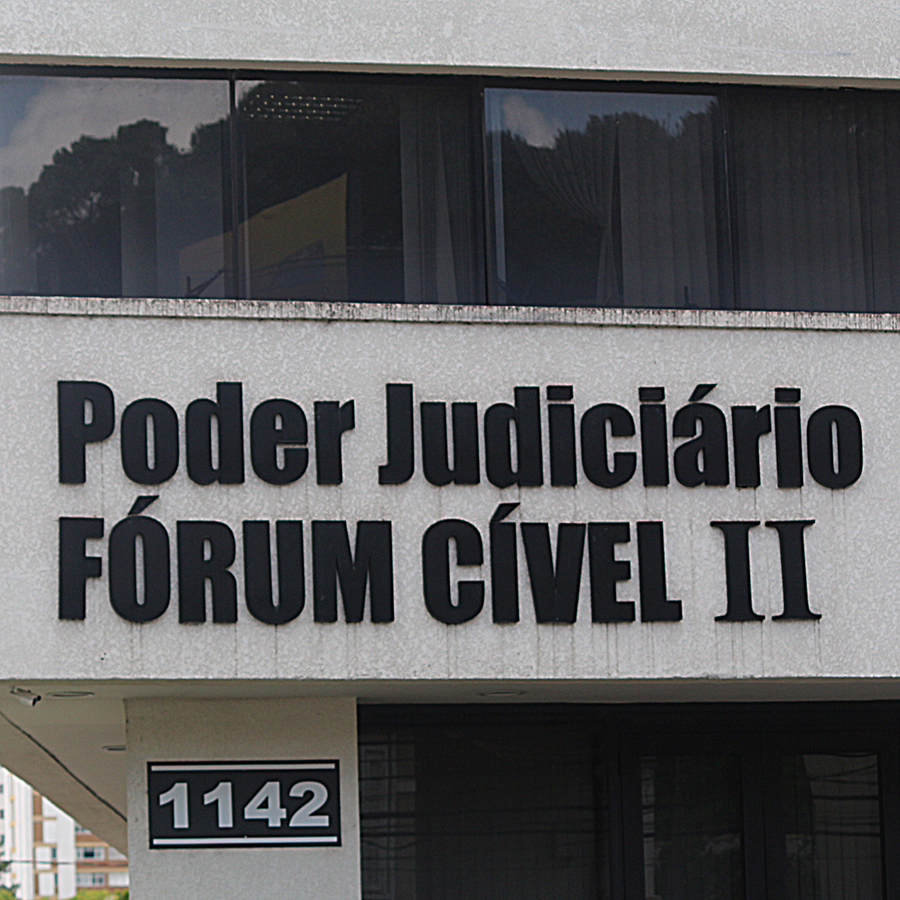 Poder Judiciário
FÓRUM CÍVEL II
1142